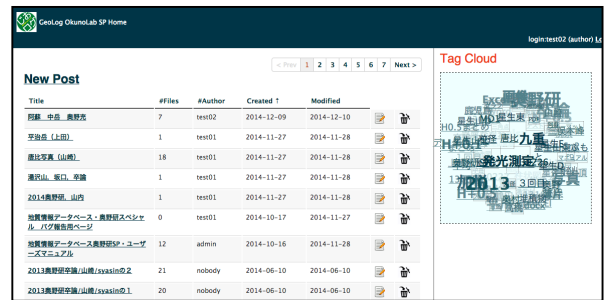 GeoLog OkunoLab SP Home
login:test02 (author)
< Prev 1 2 3 4 5 6 7 Next >
Tag Cloud
New Post
Title #Files #Author Created ↑ Modified
阿蘇 中岳 奥野充 7 test02 2014-12-09 2014-12-10
平治岳（上田） 1 test01 2014-11-27 2014-11-28
唐比写真（山崎） 18 test01 2014-11-27 2014-11-28
湯沢山、坂口、卒論 1 test01 2014-11-27 2014-11-28
2014奥野研、山内 1 test01 2014-11-27 2014-11-28
地質情報データベース・奥野研スペシャ
ル バグ報告用ページ 0 test01 2014-10-17 2014-11-27
地質情報データベース奥野研SP・ユーザ
ーズマニュアル 12 admin 2014-10-16 2014-11-28
2013奥野研卒論/山崎/syasinの２ 21 nobody 2014-06-10 2014-06-10
2013奥野研卒論/山崎/syasinの１ 20 nobody 2014-06-10 2014-06-10
九重
唐比
発光測定
2013
３回目